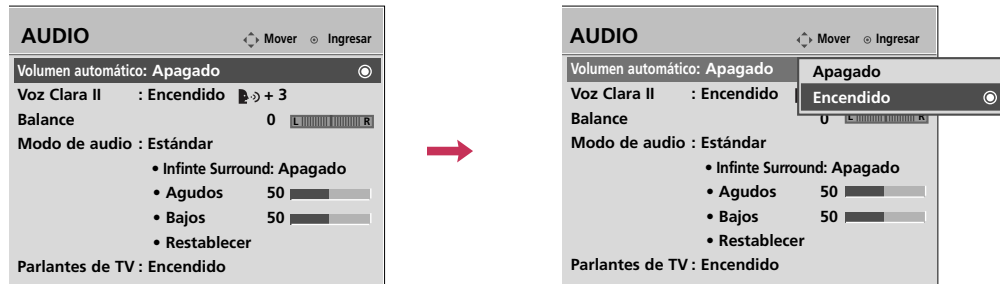 AUDIO
Mover
Ingresar
Volumen automático: Apagado
Voz Clara II : Encendido + 3
Balance 0 L R
Modo de audio : Estándar
• Infinte Surround: Apagado
• Agudos 50
• Bajos 50
• Restablecer
Parlantes de TV : Encendido
AUDIO
Mover
Ingresar
Volumen automático: Apagado
Apagado
Encendido
Voz Clara II : Encendido
Balance 0 L R
Modo de audio : Estándar
• Infinte Surround: Apagado
• Agudos 50
• Bajos 50
• Restablecer
Parlantes de TV : Encendido